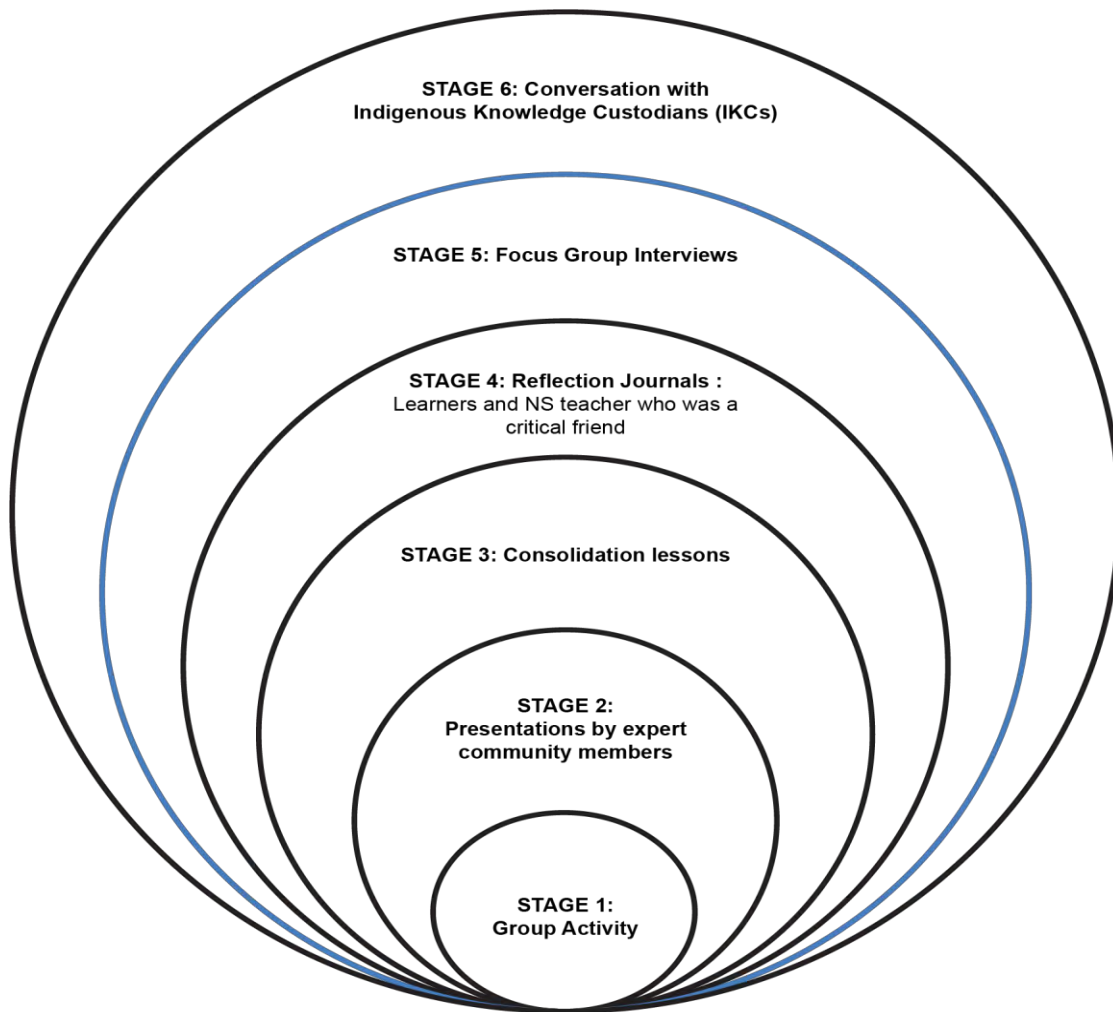 STAGE 6: Conversation with
Indigenous Knowledge Custodians (IKCs)
STAGE 5: Focus Group Interviews
STAGE 4: Reflection Journals :
Learners and NS teacher who was a
critical friend
STAGE 3: Consolidation lessons
STAGE 2:
Presentations by expert
community members
STAGE 1:
Group Activity